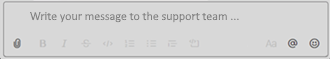 Write your message to the support team ...
B I S </> Aa @